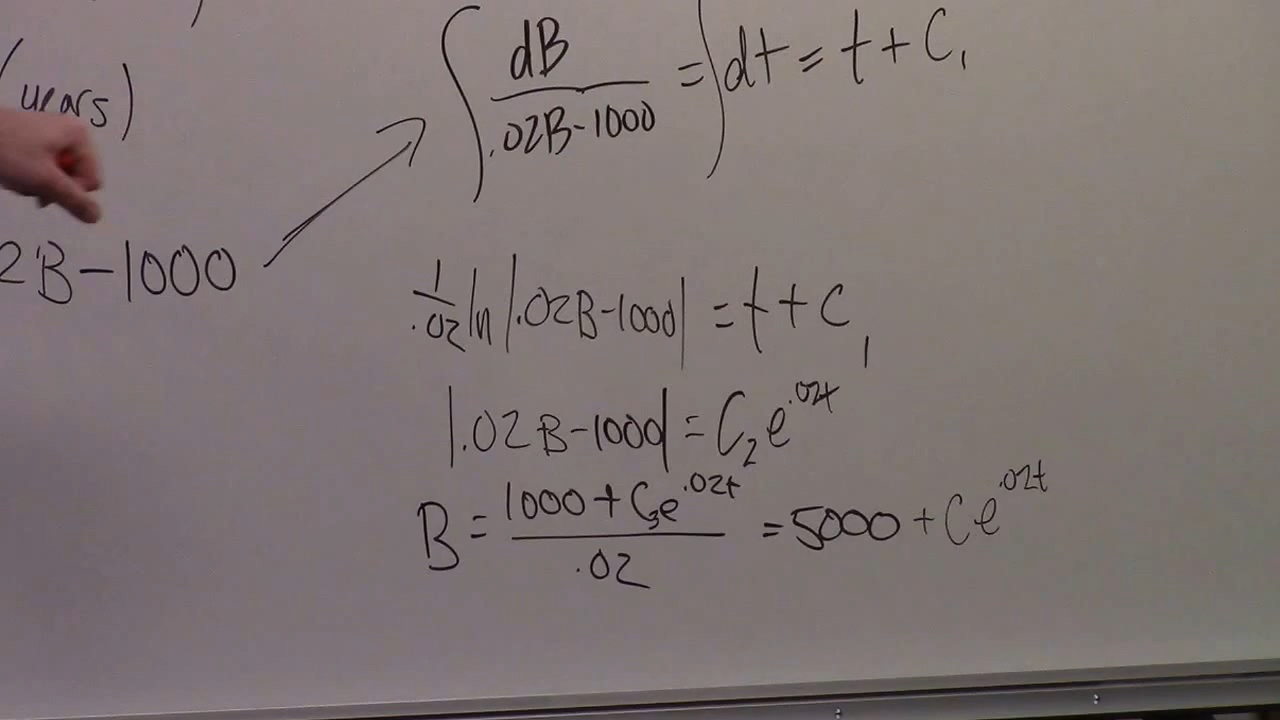 ∫ dB/.02B-1000 = ∫ dt = t + C₁
years)
2B-1000
1/.02 ln |.02B-1000| = t + C₁
|.02B-1000| = C₂e^.02t
B = 1000 + C₃e^.02t/.02 = 5000 + Ce^.02t